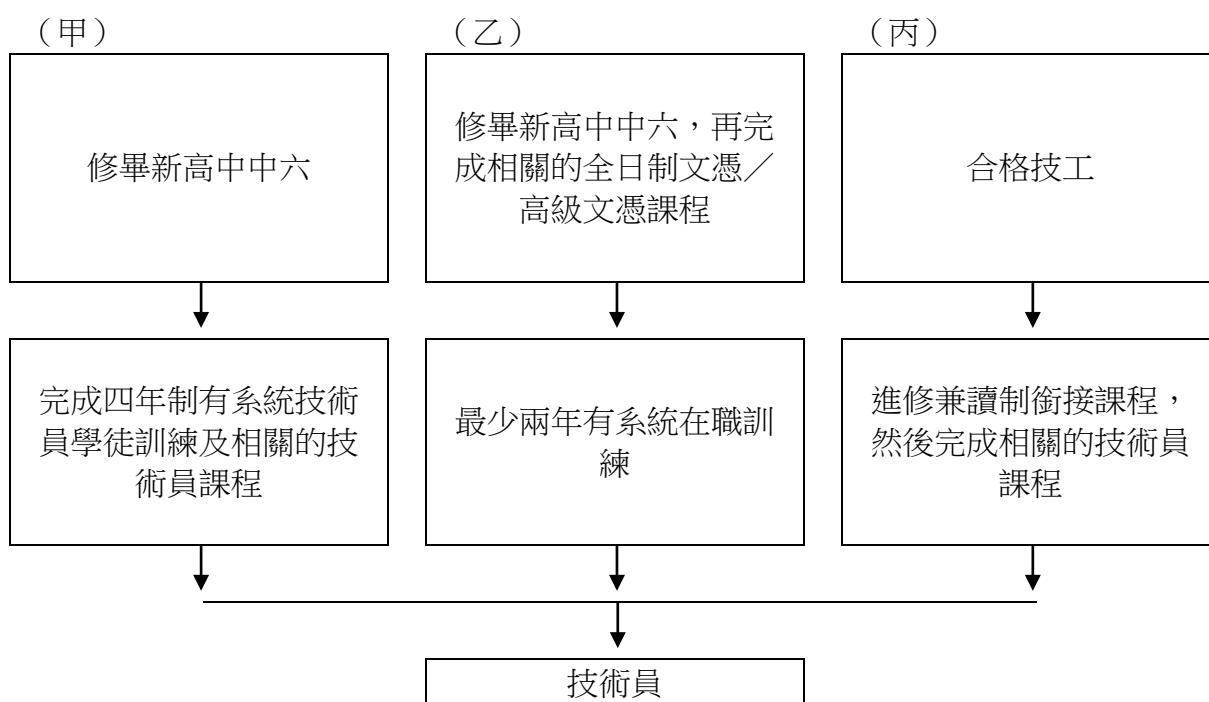 （甲）
修畢新高中中六
完成四年制有系統技術
員學徒訓練及相關的技
術員課程
（乙）
修畢新高中中六，再完
成相關的全日制文憑／
高級文憑課程
最少兩年有系統在職訓
練
（丙）
合格技工
進修兼讀制銜接課程，
然後完成相關的技術員
課程
技術員